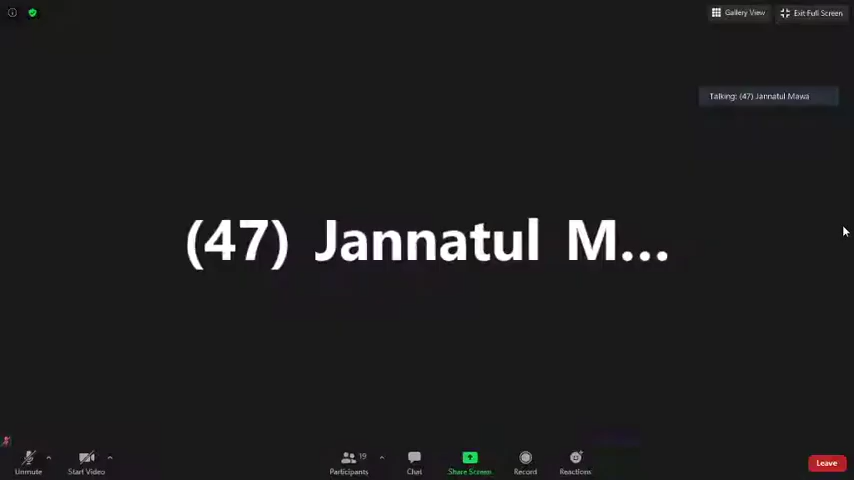 Gallery View
Exit Full Screen
Talking: (47) Jannatul Mawa
(47) Jannatul M...
Unmute
Start Video
19
Participants
Chat
Share Screen
Record
Reactions
Leave